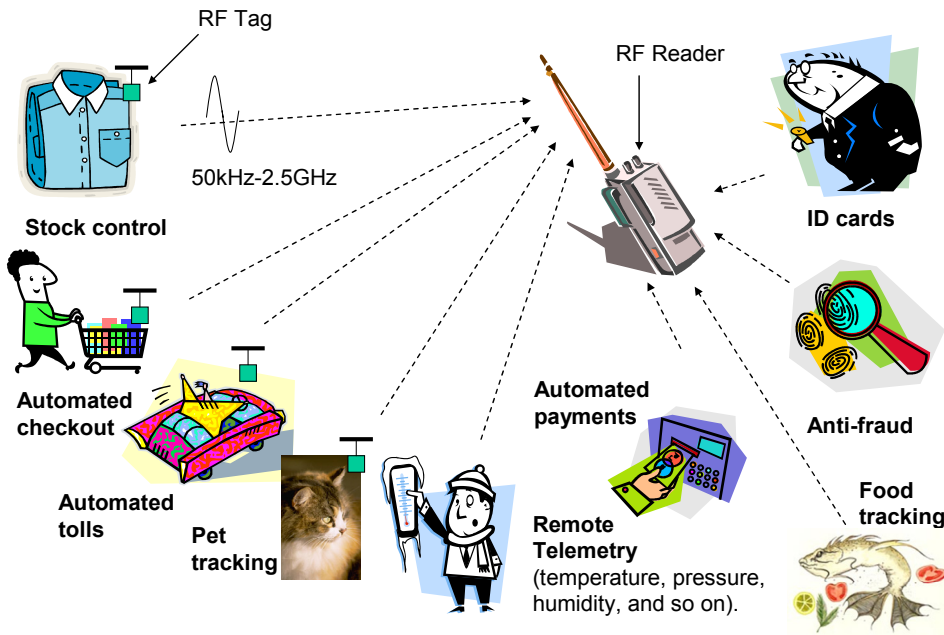 RF Tag
RF Reader
50kHz-2.5GHz
Stock control
ID cards
Automated
checkout
Automated
payments
Anti-fraud
Automated
tolls
Pet
tracking
Remote
Telemetry
(temperature, pressure,
humidity, and so on).
Food
tracking